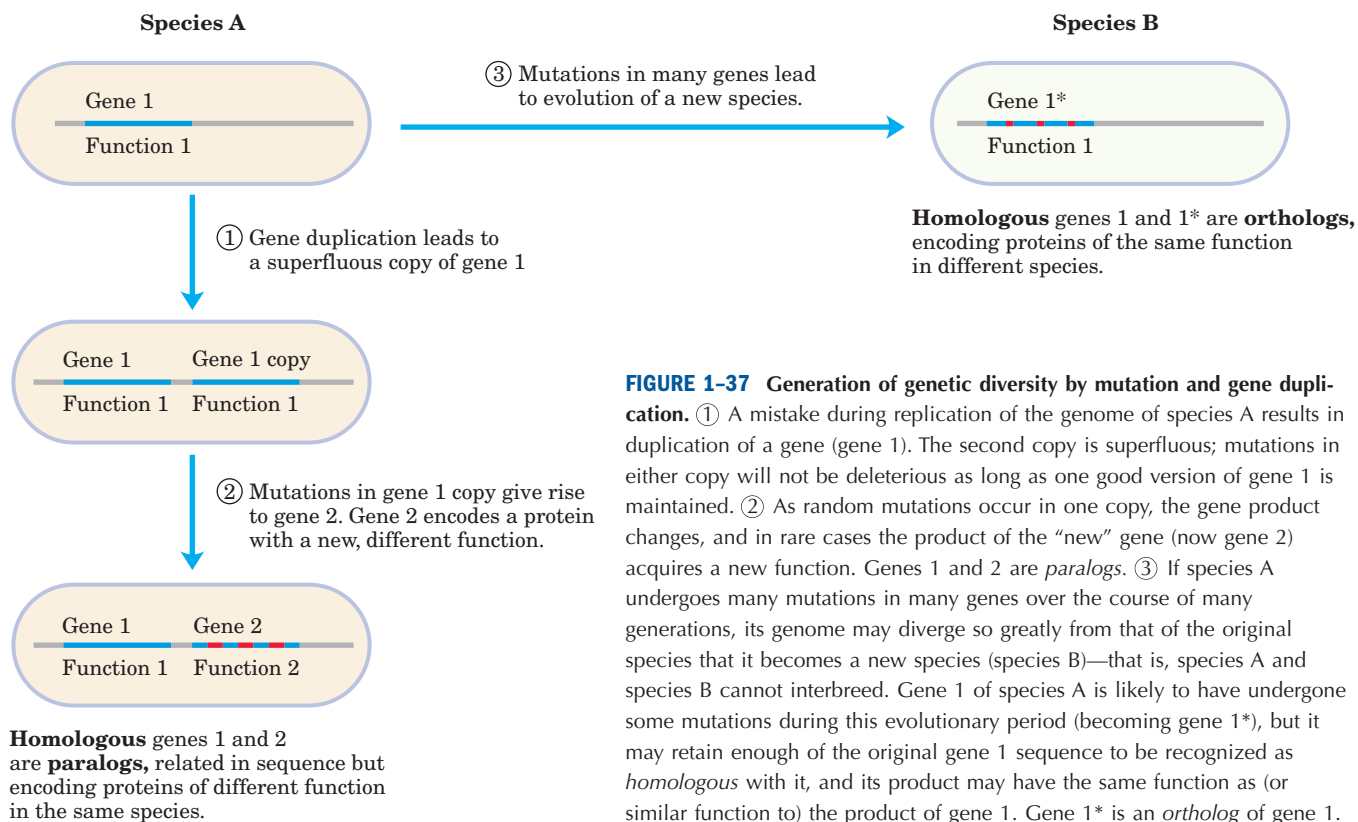 Species A
Species B
Gene 1
Function 1
③ Mutations in many genes lead
to evolution of a new species.
Gene 1*
Function 1
Homologous genes 1 and 1* are orthologs,
encoding proteins of the same function
in different species.
① Gene duplication leads to
a superfluous copy of gene 1
Gene 1 Gene 1 copy
Function 1 Function 1
② Mutations in gene 1 copy give rise
to gene 2. Gene 2 encodes a protein
with a new, different function.
Gene 1 Gene 2
Function 1 Function 2
Homologous genes 1 and 2
are paralogs, related in sequence but
encoding proteins of different function
in the same species.
FIGURE 1–37 Generation of genetic diversity by mutation and gene dupli-
cation. ① A mistake during replication of the genome of species A results in
duplication of a gene (gene 1). The second copy is superfluous; mutations in
either copy will not be deleterious as long as one good version of gene 1 is
maintained. ② As random mutations occur in one copy, the gene product
changes, and in rare cases the product of the “new” gene (now gene 2)
acquires a new function. Genes 1 and 2 are paralogs. ③ If species A
undergoes many mutations in many genes over the course of many
generations, its genome may diverge so greatly from that of the original
species that it becomes a new species (species B)—that is, species A and
species B cannot interbreed. Gene 1 of species A is likely to have undergone
some mutations during this evolutionary period (becoming gene 1*), but it
may retain enough of the original gene 1 sequence to be recognized as
homologous with it, and its product may have the same function as (or
similar function to) the product of gene 1. Gene 1* is an ortholog of gene 1.